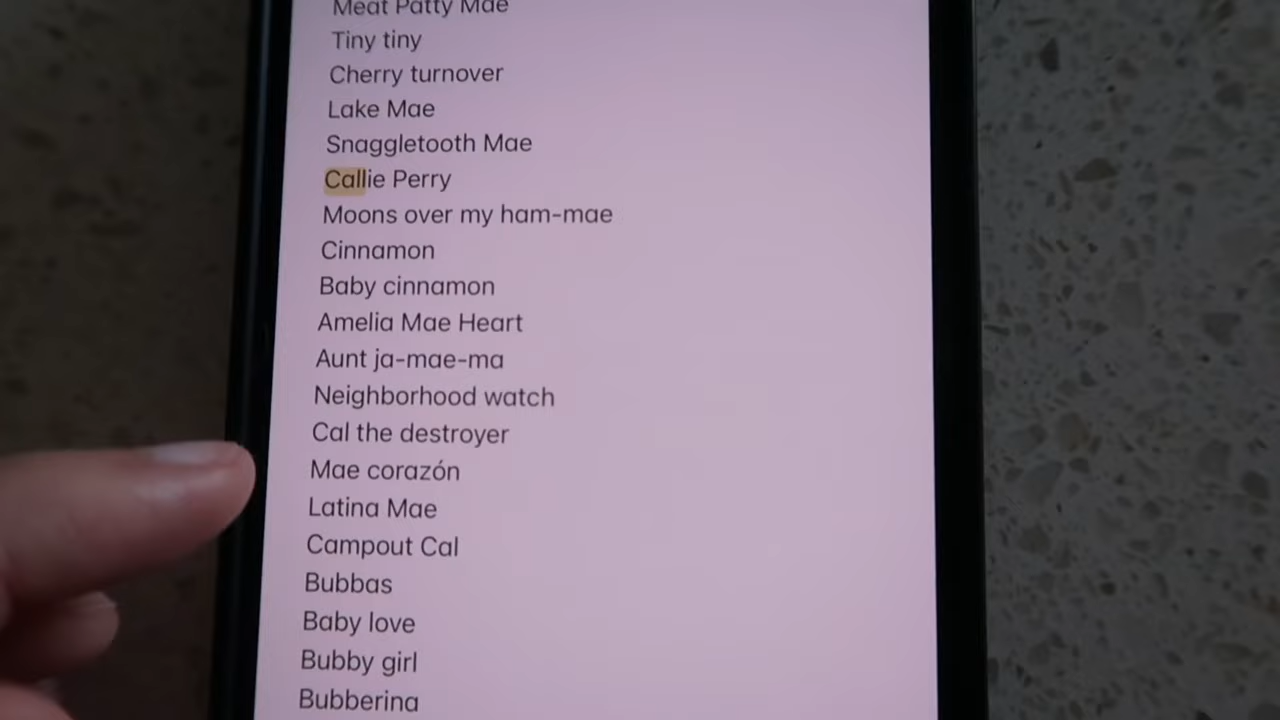 Meat Patty Mae
Tiny tiny
Cherry turnover
Lake Mae
Snaggletooth Mae
Callie Perry
Moons over my ham-mae
Cinnamon
Baby cinnamon
Amelia Mae Heart
Aunt ja-mae-ma
Neighborhood watch
Cal the destroyer
Mae corazón
Latina Mae
Campout Cal
Bubbas
Baby love
Bubby girl
Bubberina